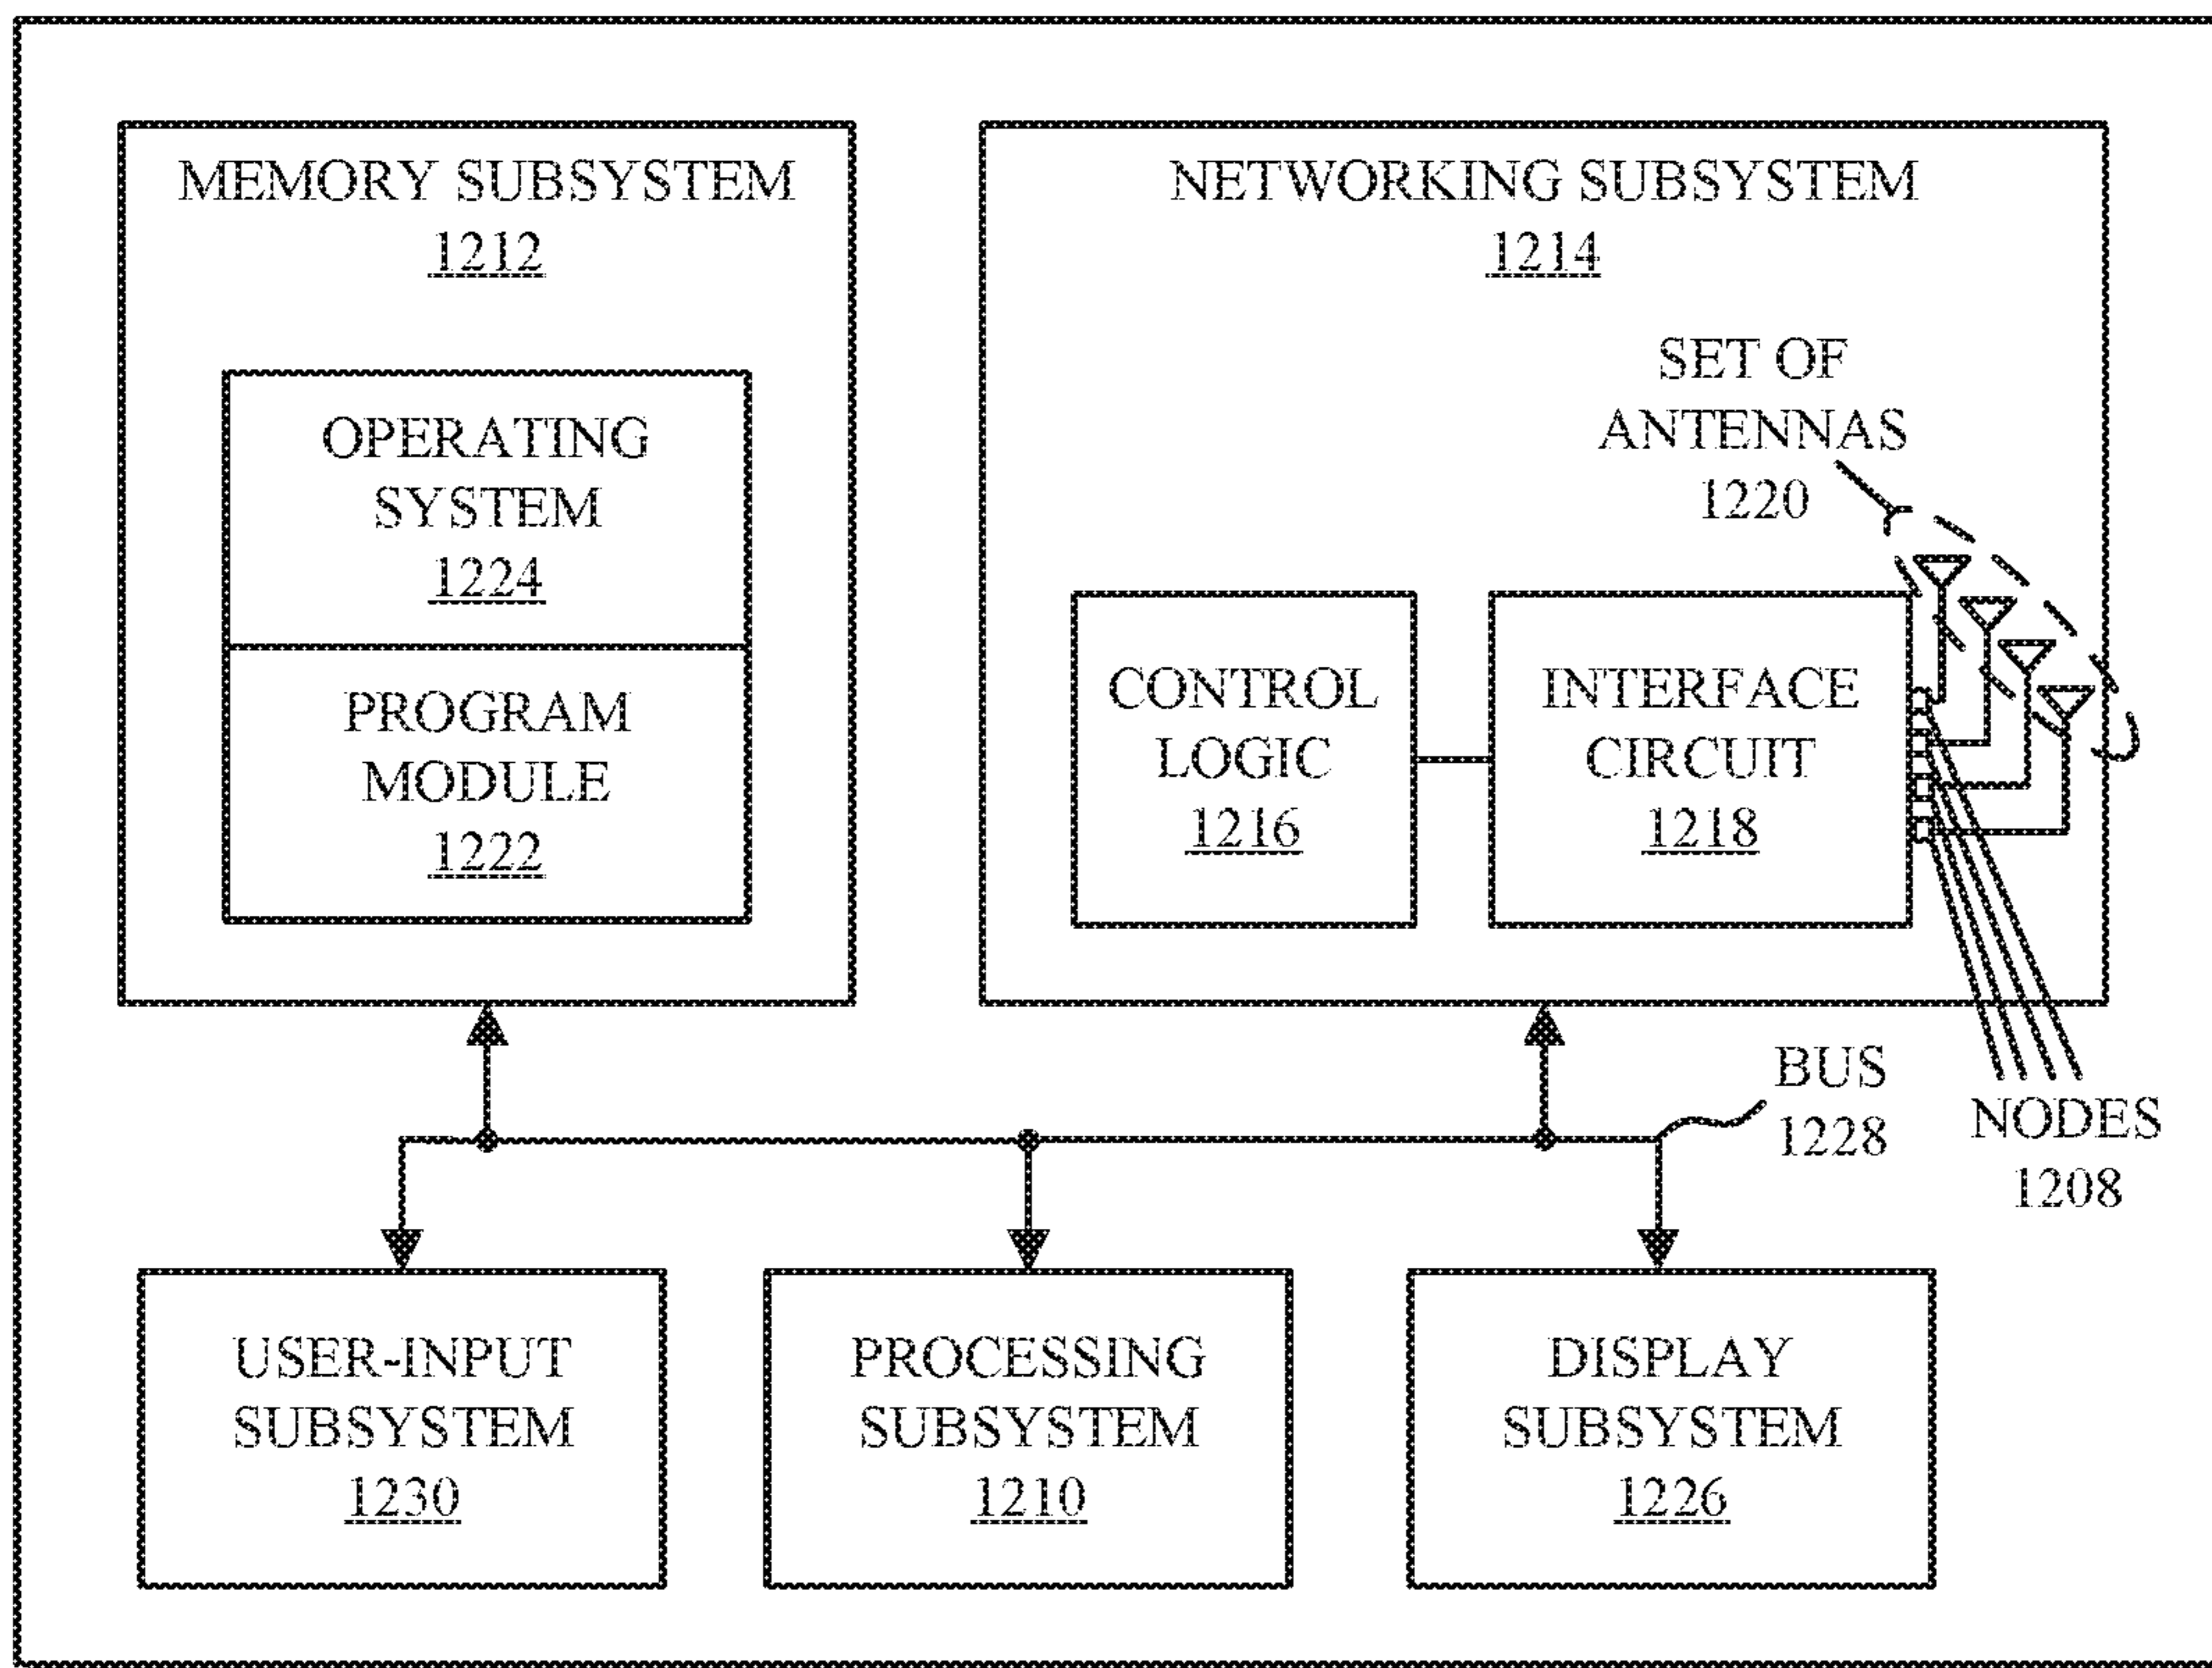 MEMORY SUBSYSTEM
1212
OPERATING
SYSTEM
1224
PROGRAM
MODULE
1222
NETWORKING SUBSYSTEM
1214
SET OF
ANTENNAS
1220
CONTROL
LOGIC
1216
INTERFACE
CIRCUIT
1218
BUS
1228
NODES
1208
USER-INPUT
SUBSYSTEM
1230
PROCESSING
SUBSYSTEM
1210
DISPLAY
SUBSYSTEM
1226